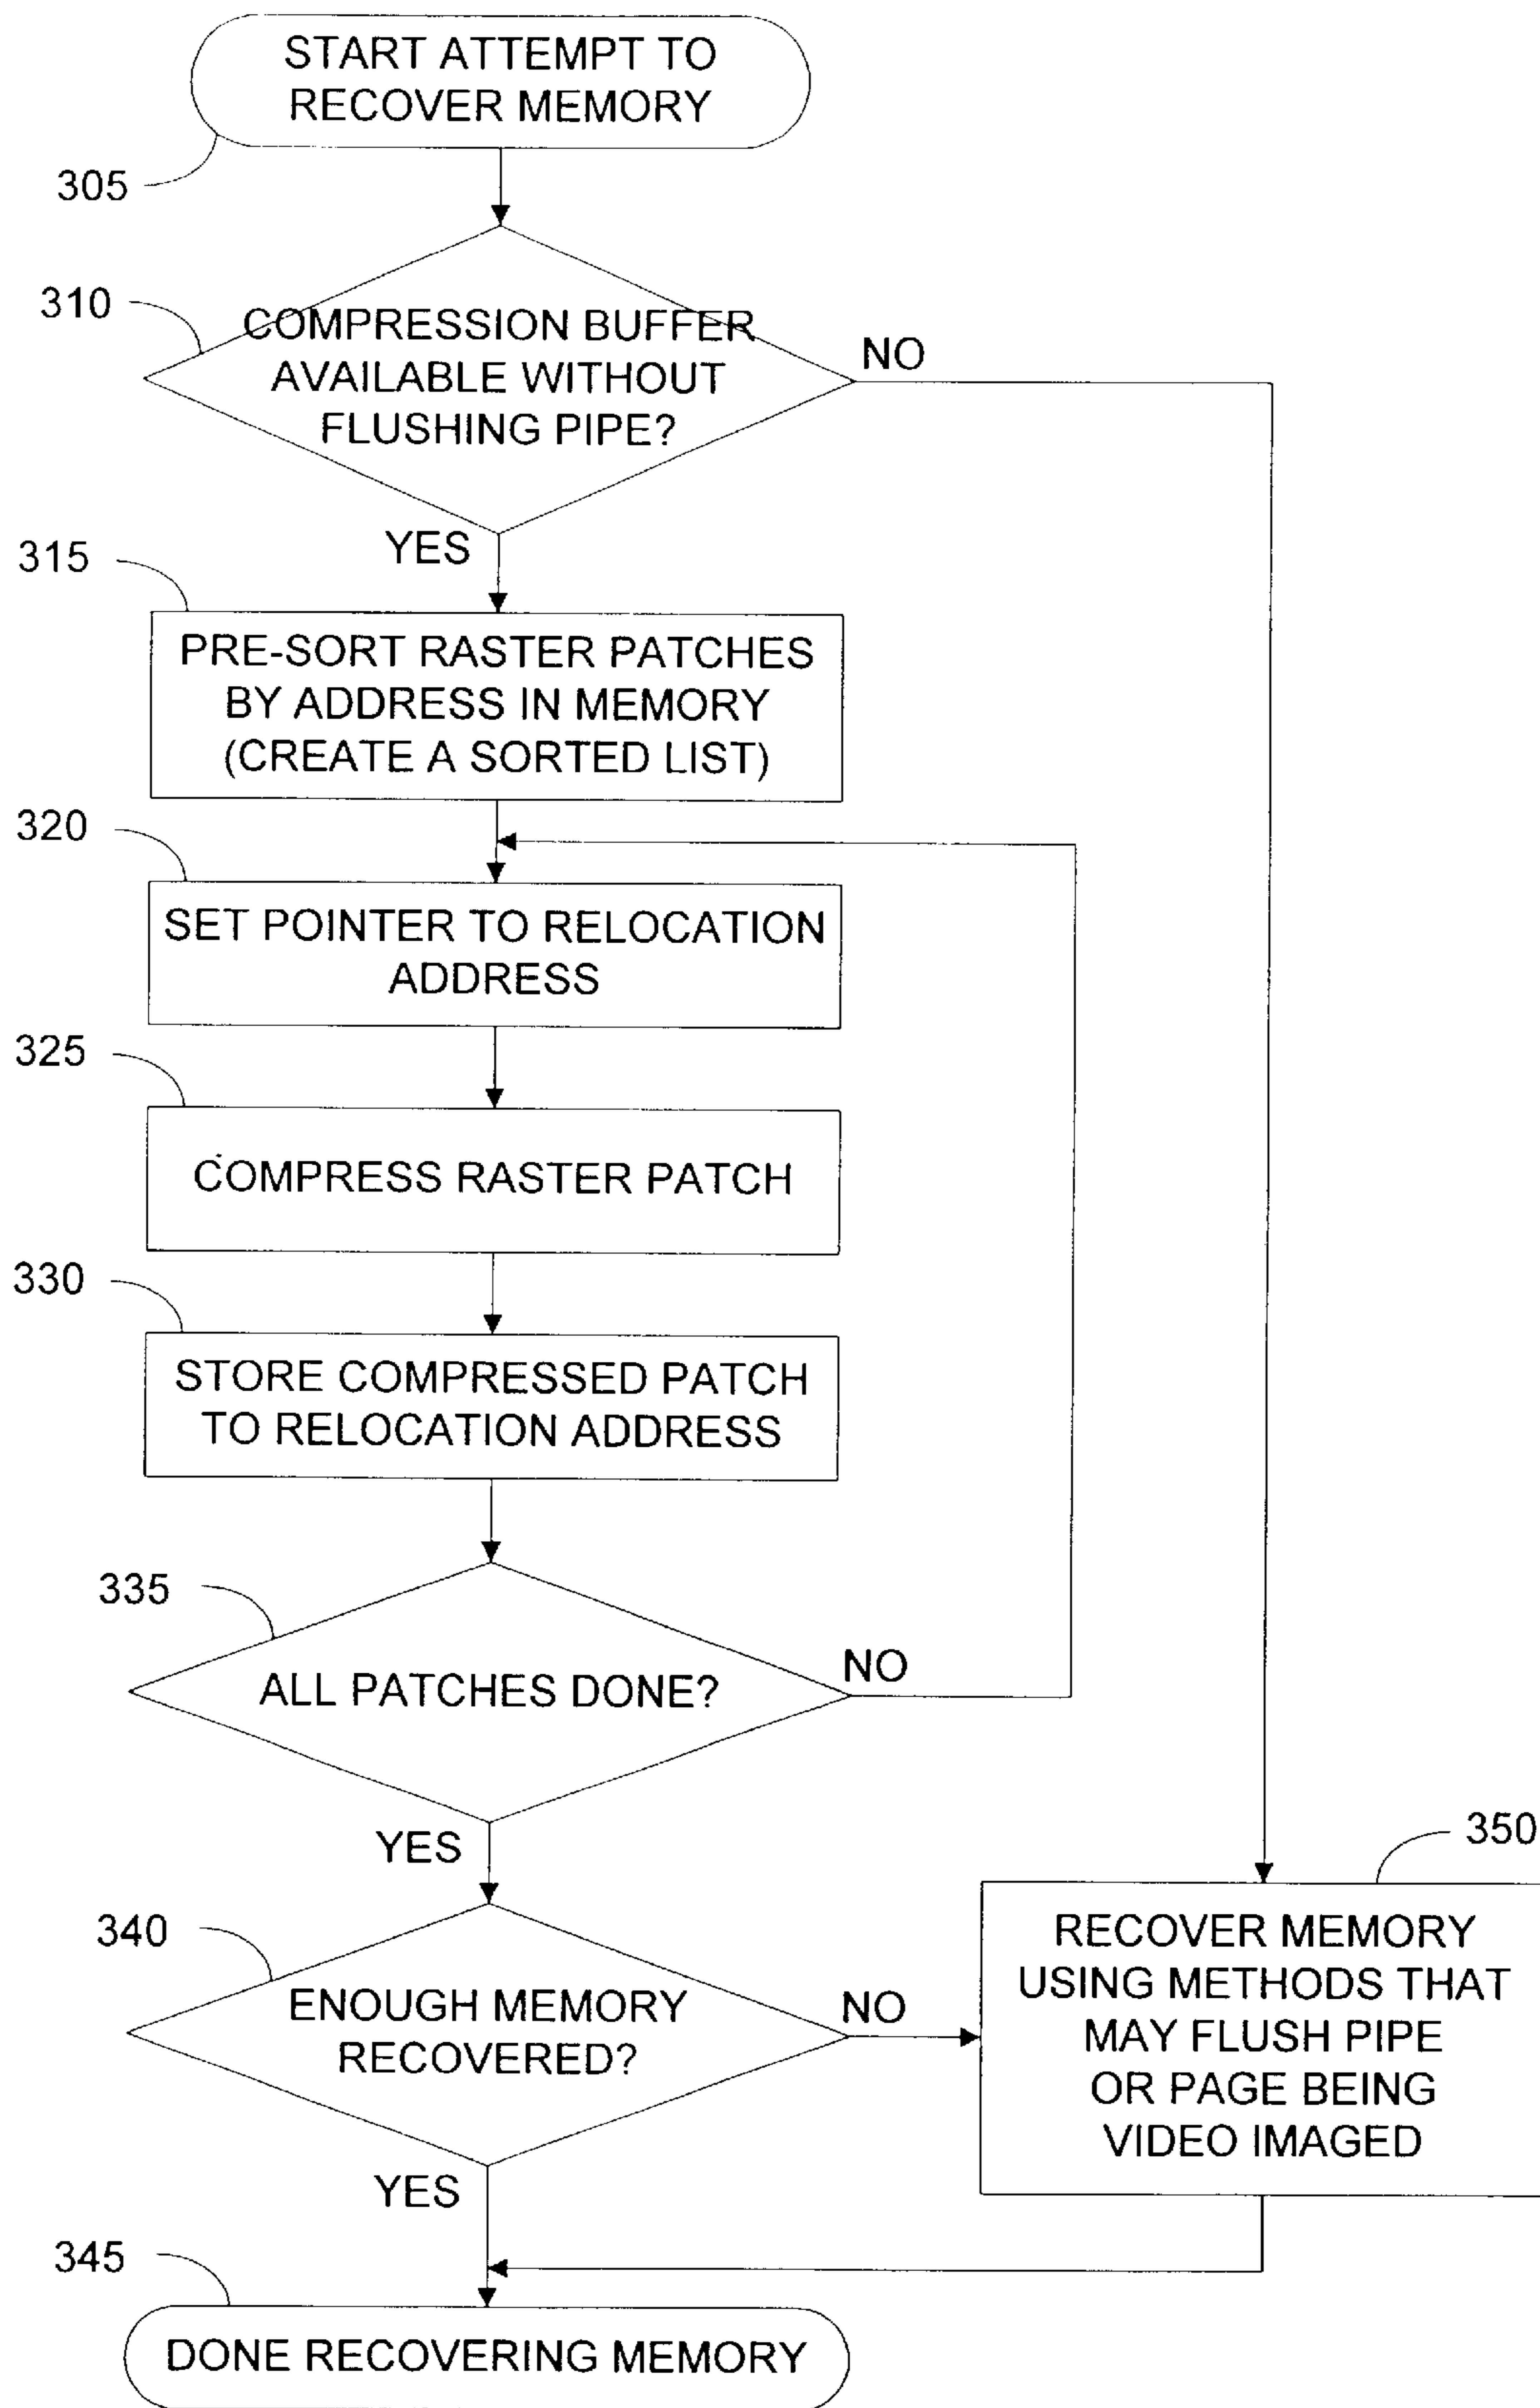 START ATTEMPT TO
RECOVER MEMORY
305
310
COMPRESSION BUFFER
AVAILABLE WITHOUT
FLUSHING PIPE?
NO
YES
315
PRE-SORT RASTER PATCHES
BY ADDRESS IN MEMORY
(CREATE A SORTED LIST)
320
SET POINTER TO RELOCATION
ADDRESS
325
COMPRESS RASTER PATCH
330
STORE COMPRESSED PATCH
TO RELOCATION ADDRESS
335
ALL PATCHES DONE?
NO
YES
340
ENOUGH MEMORY
RECOVERED?
NO
350
RECOVER MEMORY
USING METHODS THAT
MAY FLUSH PIPE
OR PAGE BEING
VIDEO IMAGED
YES
345
DONE RECOVERING MEMORY